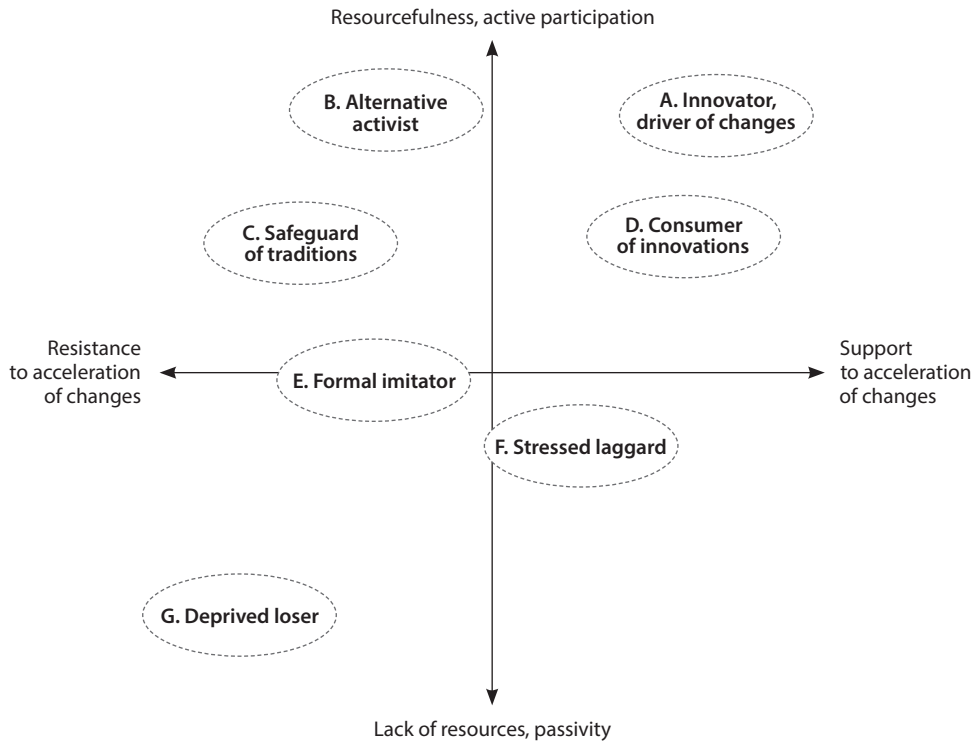 Resourcefulness, active participation
B. Alternative
activist
A. Innovator,
driver of changes
C. Safeguard
of traditions
D. Consumer
of innovations
Resistance
to acceleration
of changes
E. Formal imitator
Support
to acceleration
of changes
F. Stressed laggard
G. Deprived loser
Lack of resources, passivity